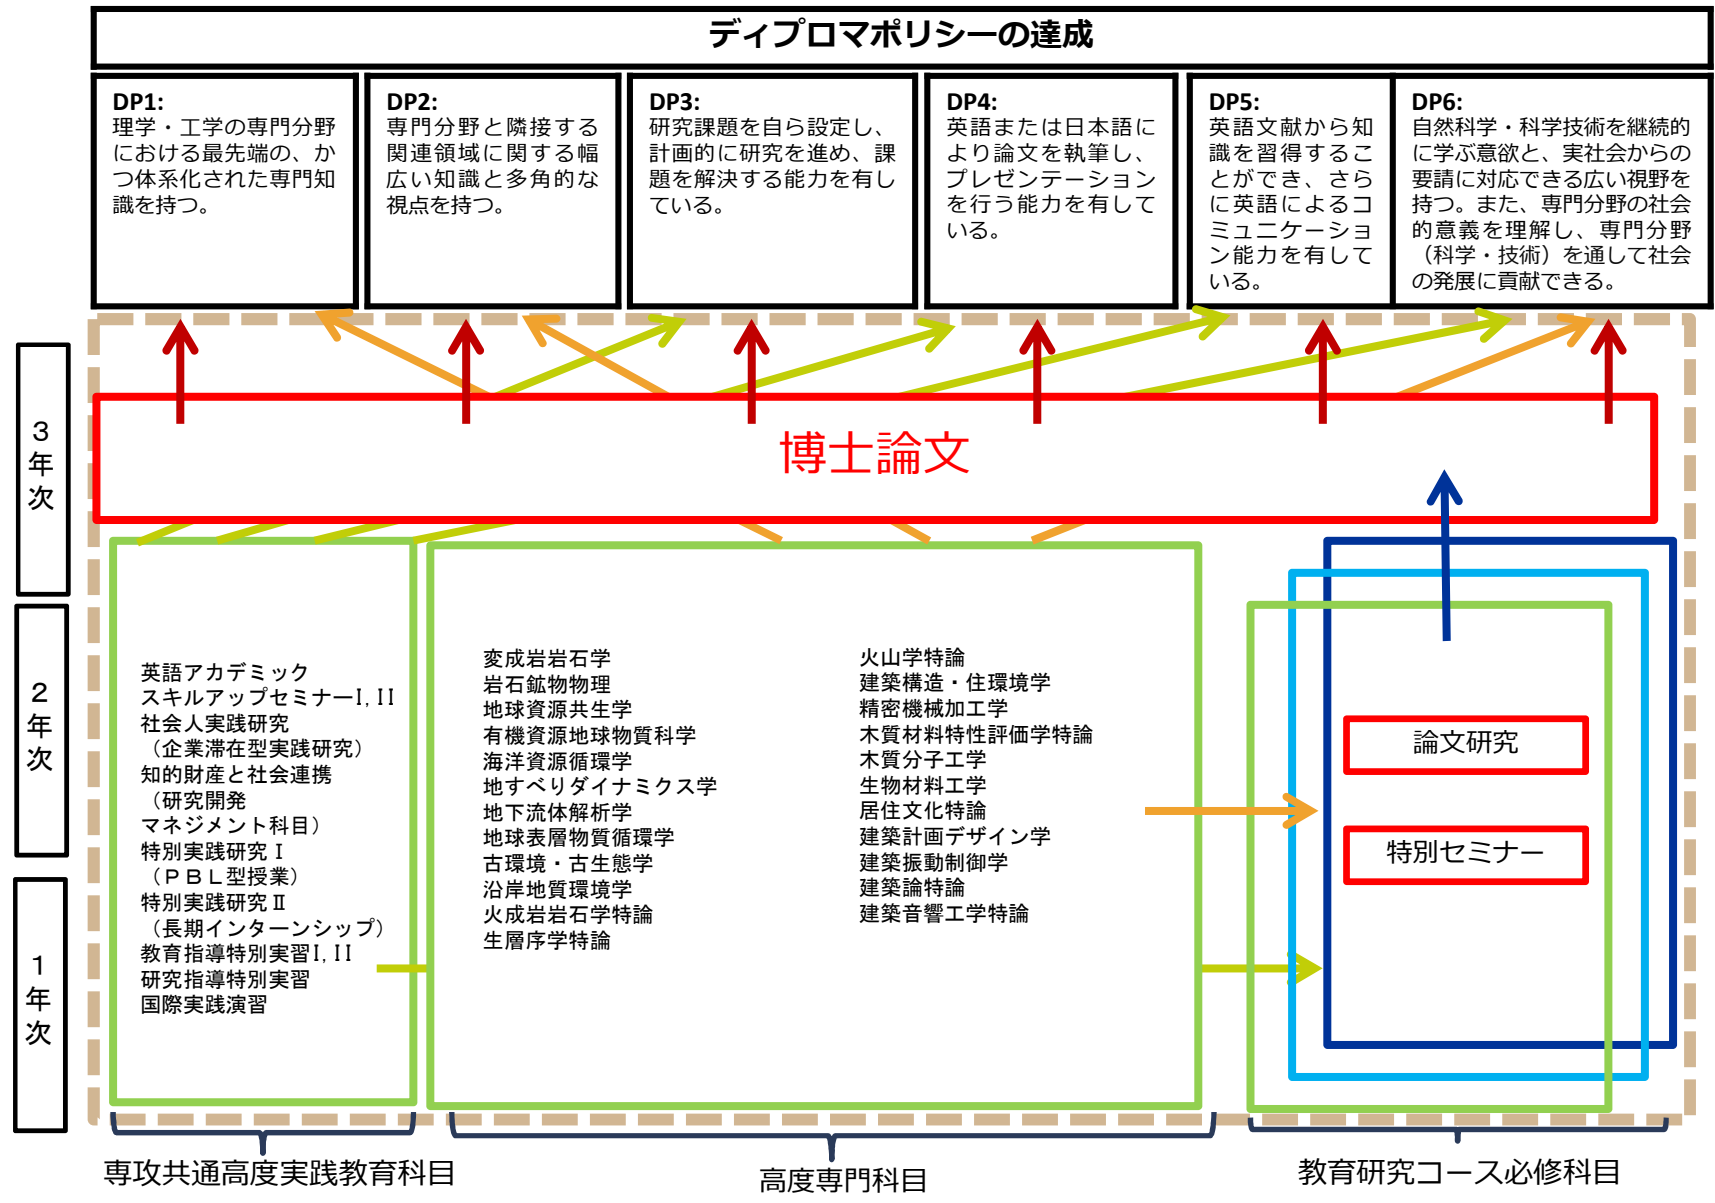 ディプロマポリシーの達成
DP1:
理学・工学の専門分野
における最先端の、か
つ体系化された専門知
識を持つ。
DP2:
専門分野と隣接する
関連領域に関する幅
広い知識と多角的な
視点を持つ。
DP3:
研究課題を自ら設定し、
計画的に研究を進め、課
題を解決する能力を有し
ている。
DP4:
英語または日本語に
より論文を執筆し、
プレゼンテーション
を行う能力を有して
いる。
DP5:
英語文献から知
識を習得するこ
とができ、さら
に英語によるコ
ミュニケーショ
ン能力を有して
いる。
DP6:
自然科学・科学技術を継続的
に学ぶ意欲と、実社会からの
要請に対応できる広い視野を
持つ。また、専門分野の社会
的意義を理解し、専門分野
（科学・技術）を通して社会
の発展に貢献できる。
3年次
博士論文
2年次
1年次
英語アカデミック
スキルアップセミナーI,II
社会人実践研究
（企業滞在型実践研究）
知的財産と社会連携
（研究開発
マネジメント科目）
特別実践研究Ⅰ
（ＰＢＬ型授業）
特別実践研究Ⅱ
（長期インターンシップ）
教育指導特別実習I,II
研究指導特別実習
国際実践演習
変成岩岩石学
岩石鉱物物理
地球資源共生学
有機資源地球物質科学
海洋資源循環学
地すべりダイナミクス学
地下流体解析学
地球表層物質循環学
古環境・古生態学
沿岸地質環境学
火成岩岩石学特論
生層序学特論
火山学特論
建築構造・住環境学
精密機械加工学
木質材料特性評価学特論
木質分子工学
生物材料工学
居住文化特論
建築計画デザイン学
建築振動制御学
建築論特論
建築音響工学特論
論文研究
特別セミナー
専攻共通高度実践教育科目
高度専門科目
教育研究コース必修科目